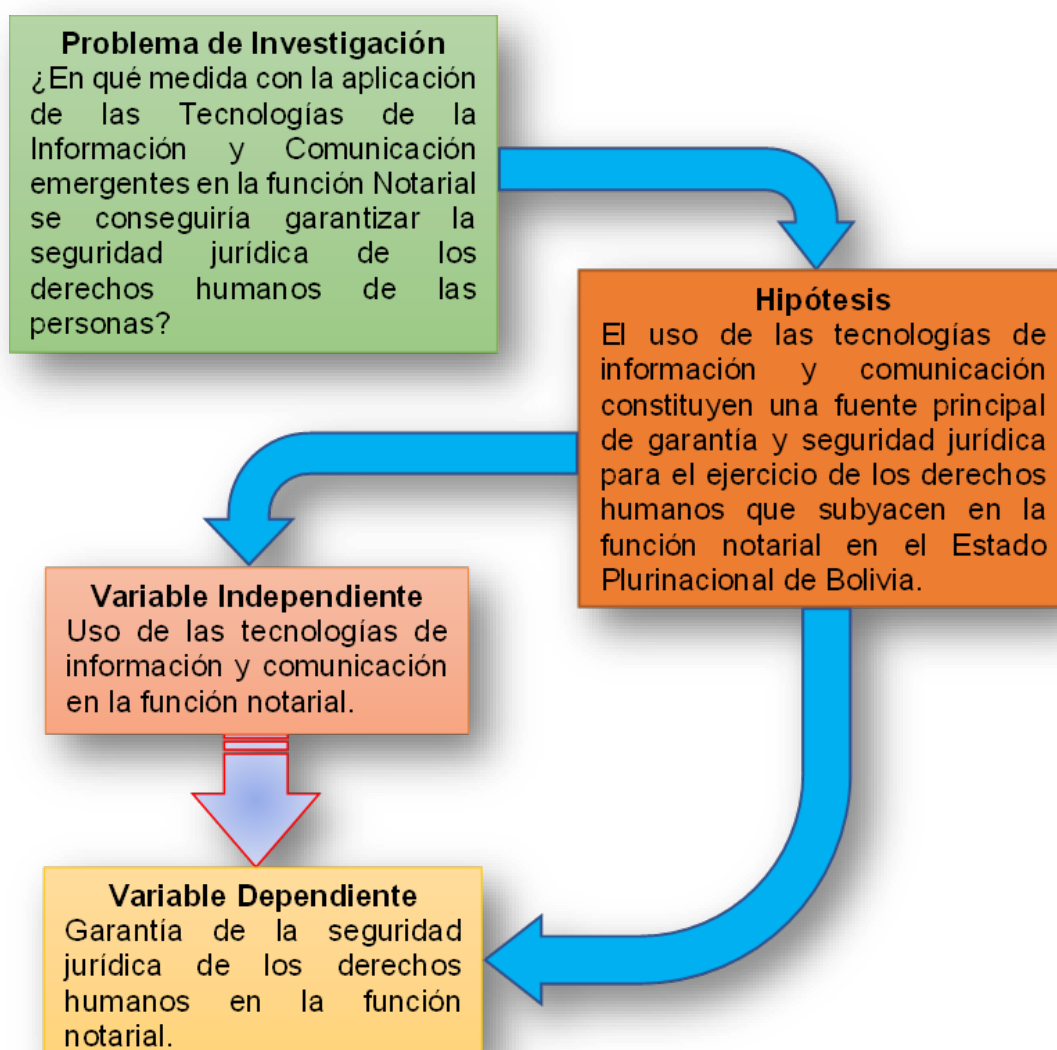 Problema de Investigación
¿En qué medida con la aplicación
de las Tecnologías de la
Información y Comunicación
emergentes en la función Notarial
se conseguiría garantizar la
seguridad jurídica de los
derechos humanos de las
personas?
Hipótesis
El uso de las tecnologías de
información y comunicación
constituyen una fuente principal
de garantía y seguridad jurídica
para el ejercicio de los derechos
humanos que subyacen en la
función notarial en el Estado
Plurinacional de Bolivia.
Variable Independiente
Uso de las tecnologías de
información y comunicación
en la función notarial.
Variable Dependiente
Garantía de la seguridad
jurídica de los derechos
humanos en la función
notarial.